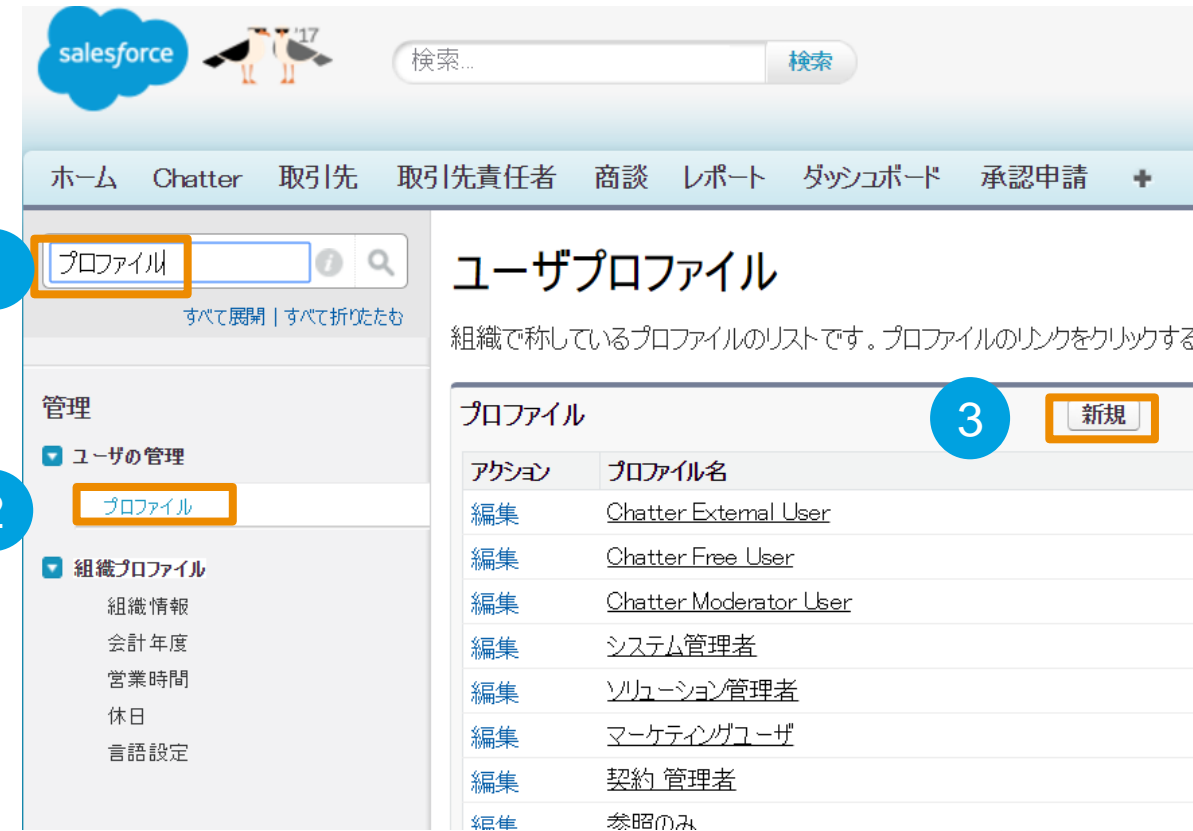 salesforce
'17
検索...
検索
ホーム Chatter 取引先 取引先責任者 商談 レポート ダッシュボード 承認申請 +
プロファイル
すべて展開 | すべて折りたたむ
管理
ユーザの管理
2
プロファイル
組織プロファイル
組織情報
会計年度
営業時間
休日
言語設定
ユーザプロファイル
組織で称しているプロファイルのリストです。プロファイルのリンクをクリックする
プロファイル
3
新規
アクション プロファイル名
編集 Chatter External User
編集 Chatter Free User
編集 Chatter Moderator User
編集 システム管理者
編集 ソリューション管理者
編集 マーケティングユーザ
編集 契約 管理者
編集 参照のみ